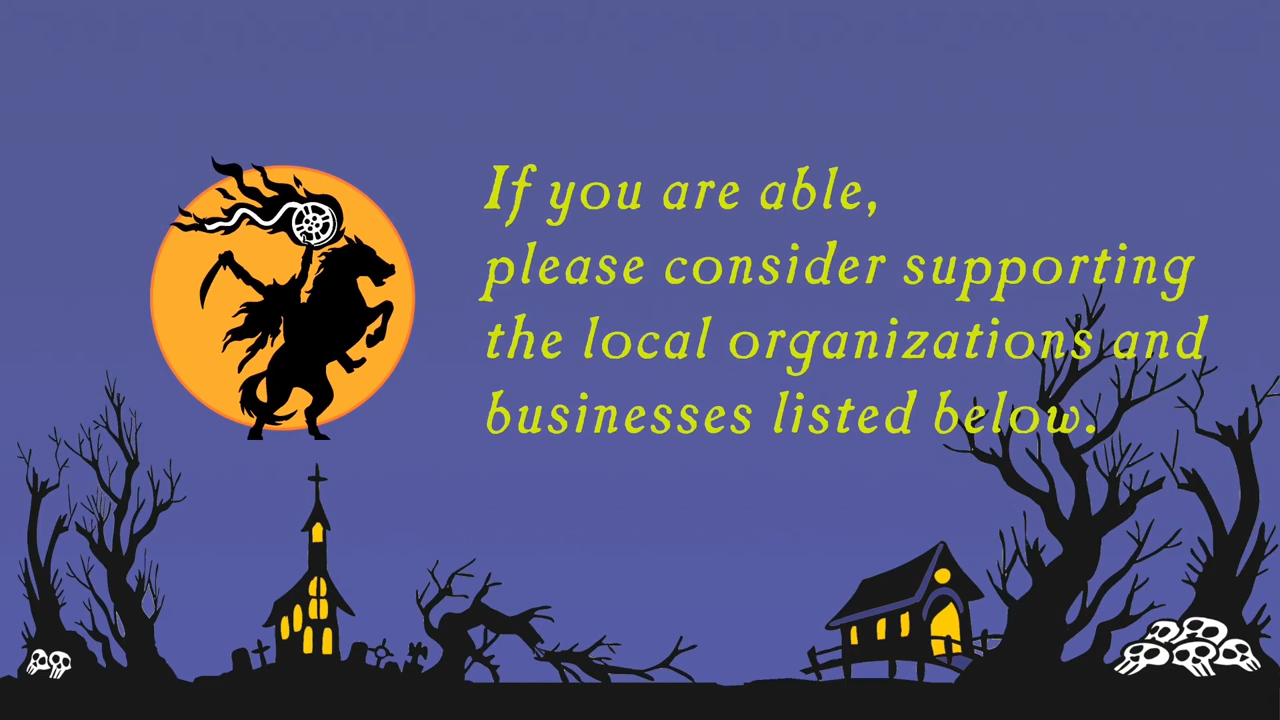 If you are able,
please consider supporting
the local organizations and
businesses listed below.